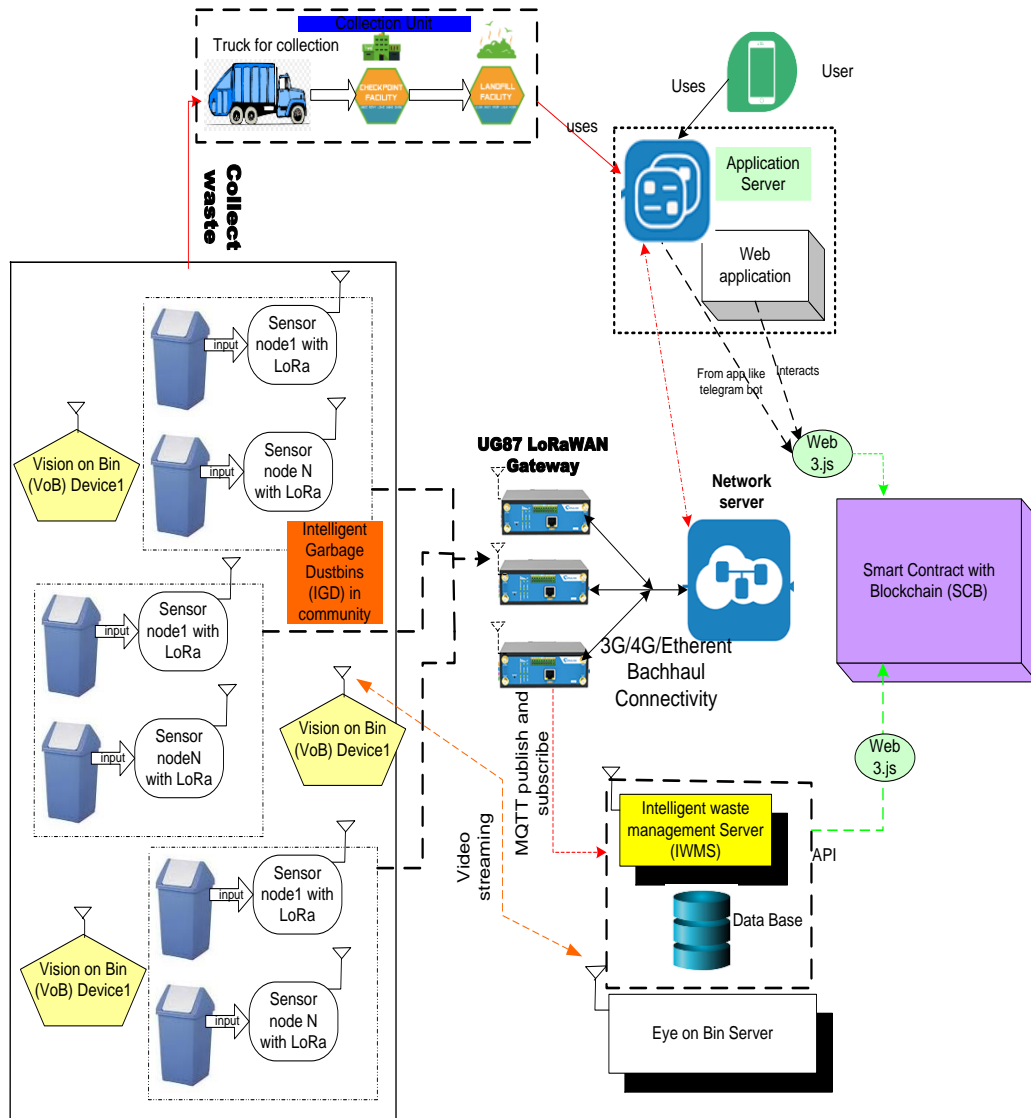 Collection Unit
Truck for collection
CHECKPOINT
FACILITY
LANDFILL
FACILITY
uses
Uses
User
Application
Server
Web
application
Collect
waste
From app like
telegram bot
Interacts
Web
3.js
Sensor
node1 with
LoRa
input
Sensor
node N
with LoRa
input
Vision on Bin
(VoB) Device1
Intelligent
Garbage
Dustbins
(IGD) in
community
Sensor
node1 with
LoRa
input
Sensor
nodeN
with LoRa
input
Vision on Bin
(VoB) Device1
Sensor
node1 with
LoRa
input
Sensor
node N
with LoRa
input
Vision on Bin
(VoB) Device1
UG87 LoRaWAN
Gateway
Network
server
3G/4G/Etherent
Bachhaul
Connectivity
MQTT publish and
subscribe
Video
streaming
Smart Contract with
Blockchain (SCB)
Web
3.js
API
Intelligent waste
management Server
(IWMS)
Data Base
Eye on Bin Server